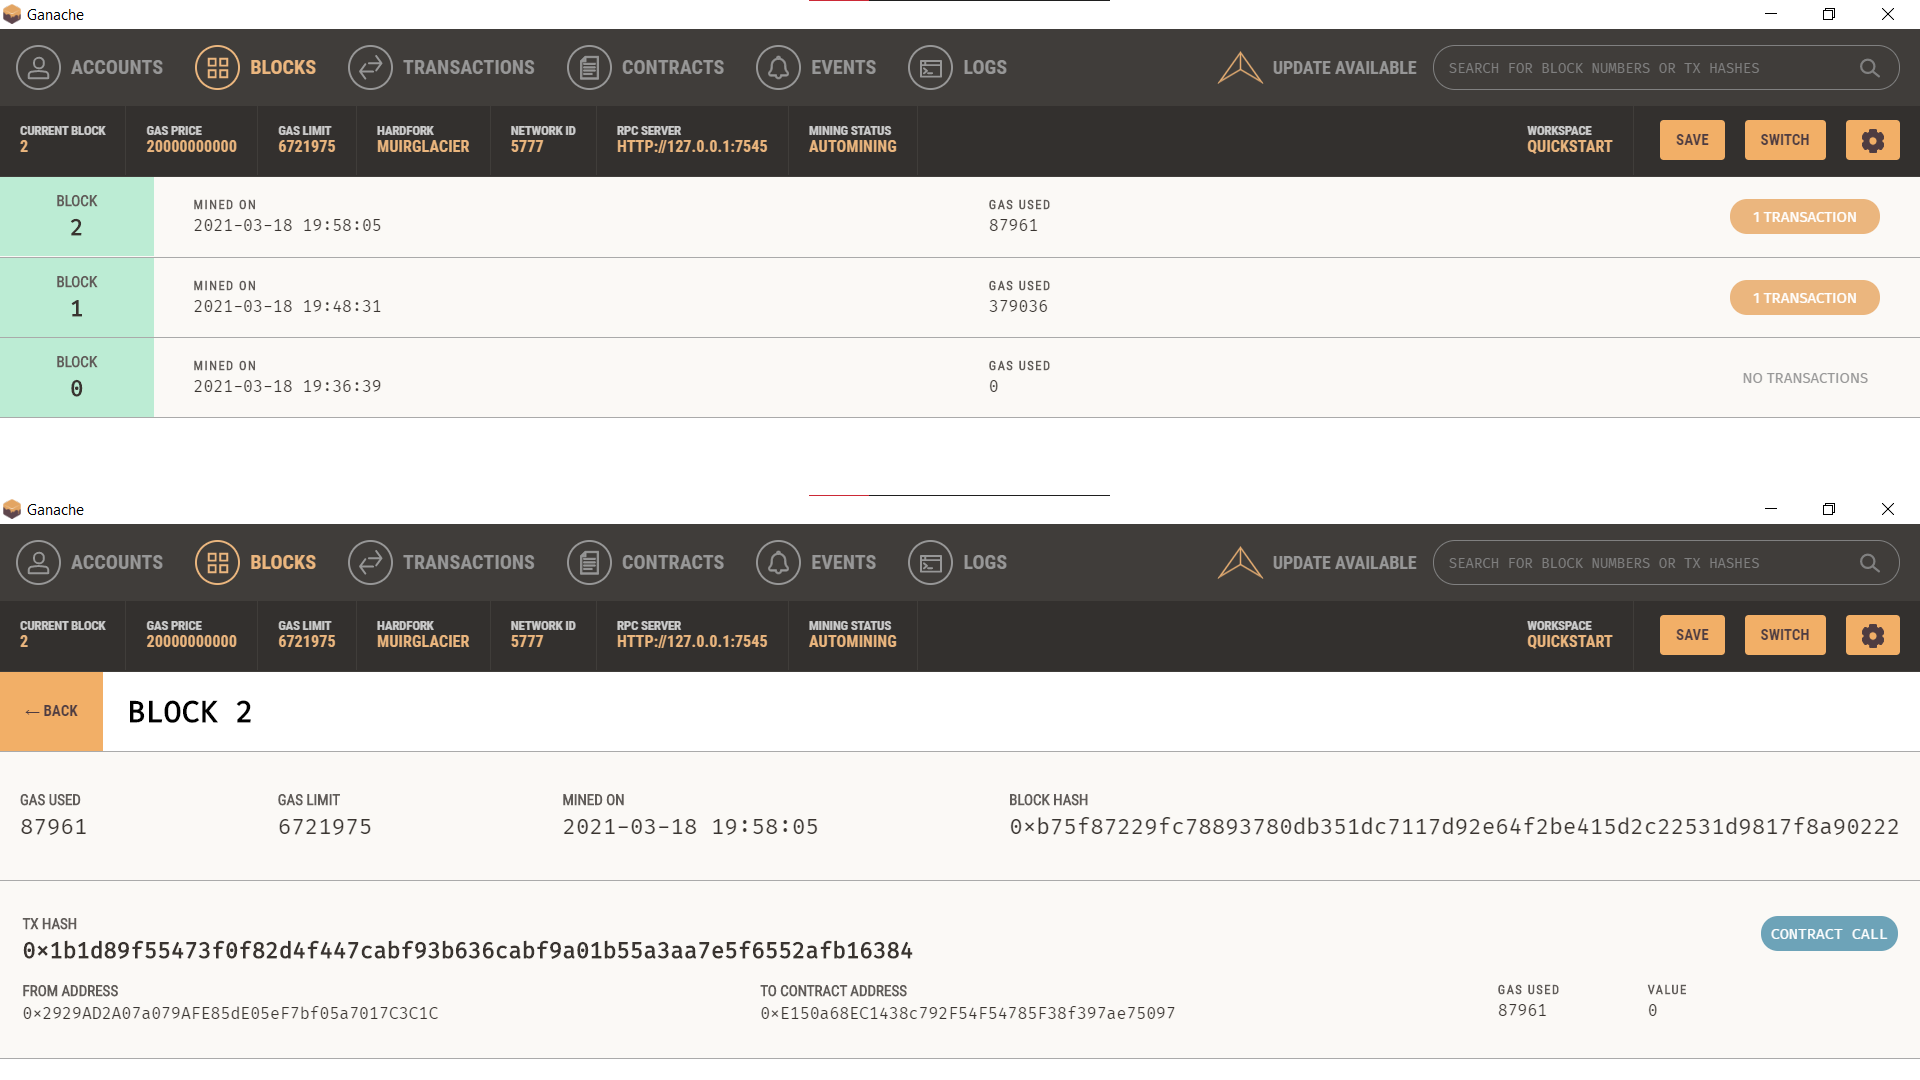 Ganache
ACCOUNTS BLOCKS TRANSACTIONS CONTRACTS EVENTS LOGS UPDATE AVAILABLE SEARCH FOR BLOCK NUMBERS OR TX HASHES
CURRENT BLOCK GAS PRICE GAS LIMIT HARDFORK NETWORK ID RPC SERVER MINING STATUS WORKSPACE
2 20000000000 6721975 MUIRGLACIER 5777 HTTP://127.0.0.1:7545 AUTOMINING QUICKSTART SAVE SWITCH
BLOCK MINED ON GAS USED
2 2021-03-18 19:58:05 87961 1 TRANSACTION
BLOCK MINED ON GAS USED
1 2021-03-18 19:48:31 379036 1 TRANSACTION
BLOCK MINED ON GAS USED
0 2021-03-18 19:36:39 0 NO TRANSACTIONS
Ganache
ACCOUNTS BLOCKS TRANSACTIONS CONTRACTS EVENTS LOGS UPDATE AVAILABLE SEARCH FOR BLOCK NUMBERS OR TX HASHES
CURRENT BLOCK GAS PRICE GAS LIMIT HARDFORK NETWORK ID RPC SERVER MINING STATUS WORKSPACE
2 20000000000 6721975 MUIRGLACIER 5777 HTTP://127.0.0.1:7545 AUTOMINING QUICKSTART SAVE SWITCH
← BACK BLOCK 2
GAS USED GAS LIMIT MINED ON BLOCK HASH
87961 6721975 2021-03-18 19:58:05 0xb75f87229fc78893780db351dc7117d92e64f2be415d2c22531d9817f8a90222
TX HASH
0x1b1d89f55473f0f82d4f447cabf93b636cabf9a01b55a3aa7e5f6552afb16384 CONTRACT CALL
FROM ADDRESS TO CONTRACT ADDRESS GAS USED VALUE
0x2929AD2A07a079AFE85dE05eF7bf05a7017C3C1C 0xE150a68EC1438c792F54F54785F38f397ae75097 87961 0